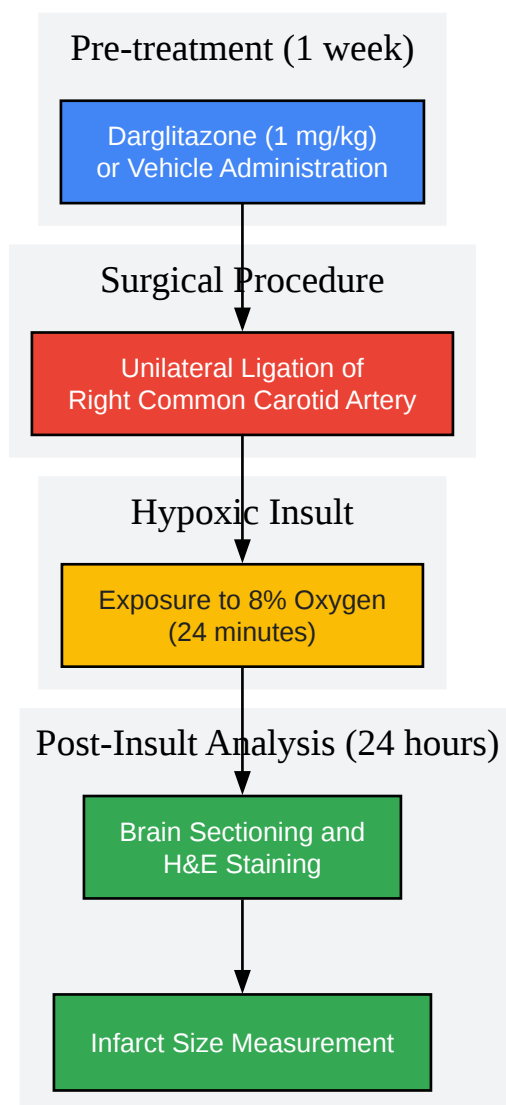 Pre-treatment (1 week)
Darglitazone (1 mg/kg)
or Vehicle Administration
Surgical Procedure
Unilateral Ligation of
Right Common Carotid Artery
Hypoxic Insult
Exposure to 8% Oxygen
(24 minutes)
Post-Insult Analysis (24 hours)
Brain Sectioning and
H&E Staining
Infarct Size Measurement